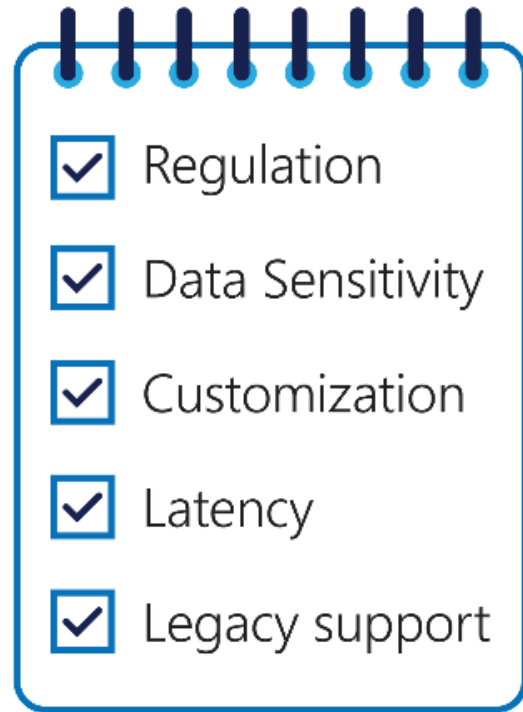 Regulation
Data Sensitivity
Customization
Latency
Legacy support